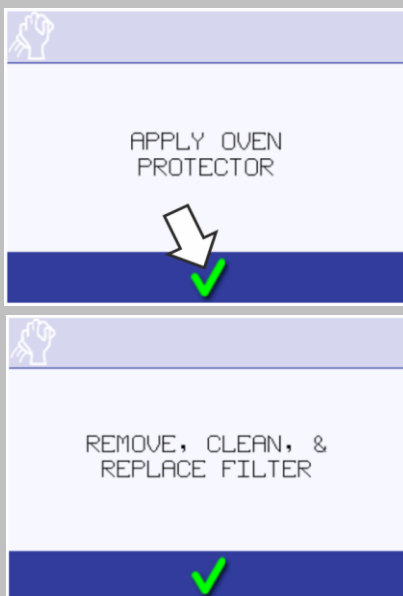 APPLY OVEN
PROTECTOR
REMOVE, CLEAN, &
REPLACE FILTER